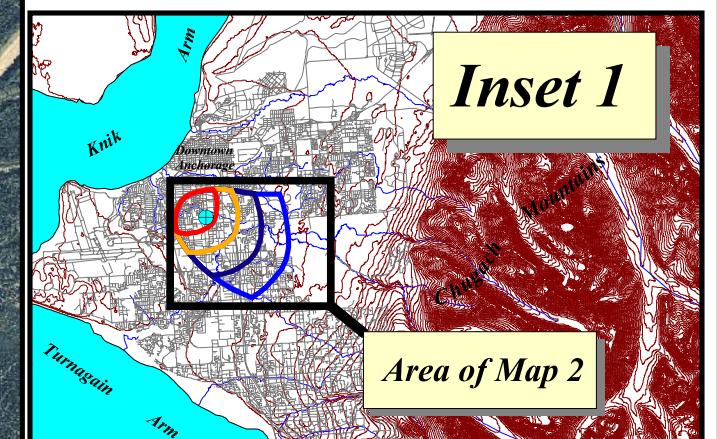 Arm
Inset 1
Knik
Downtown
Anchorage
Mountains
Chugach
Area of Map 2
Turnagain
Arm